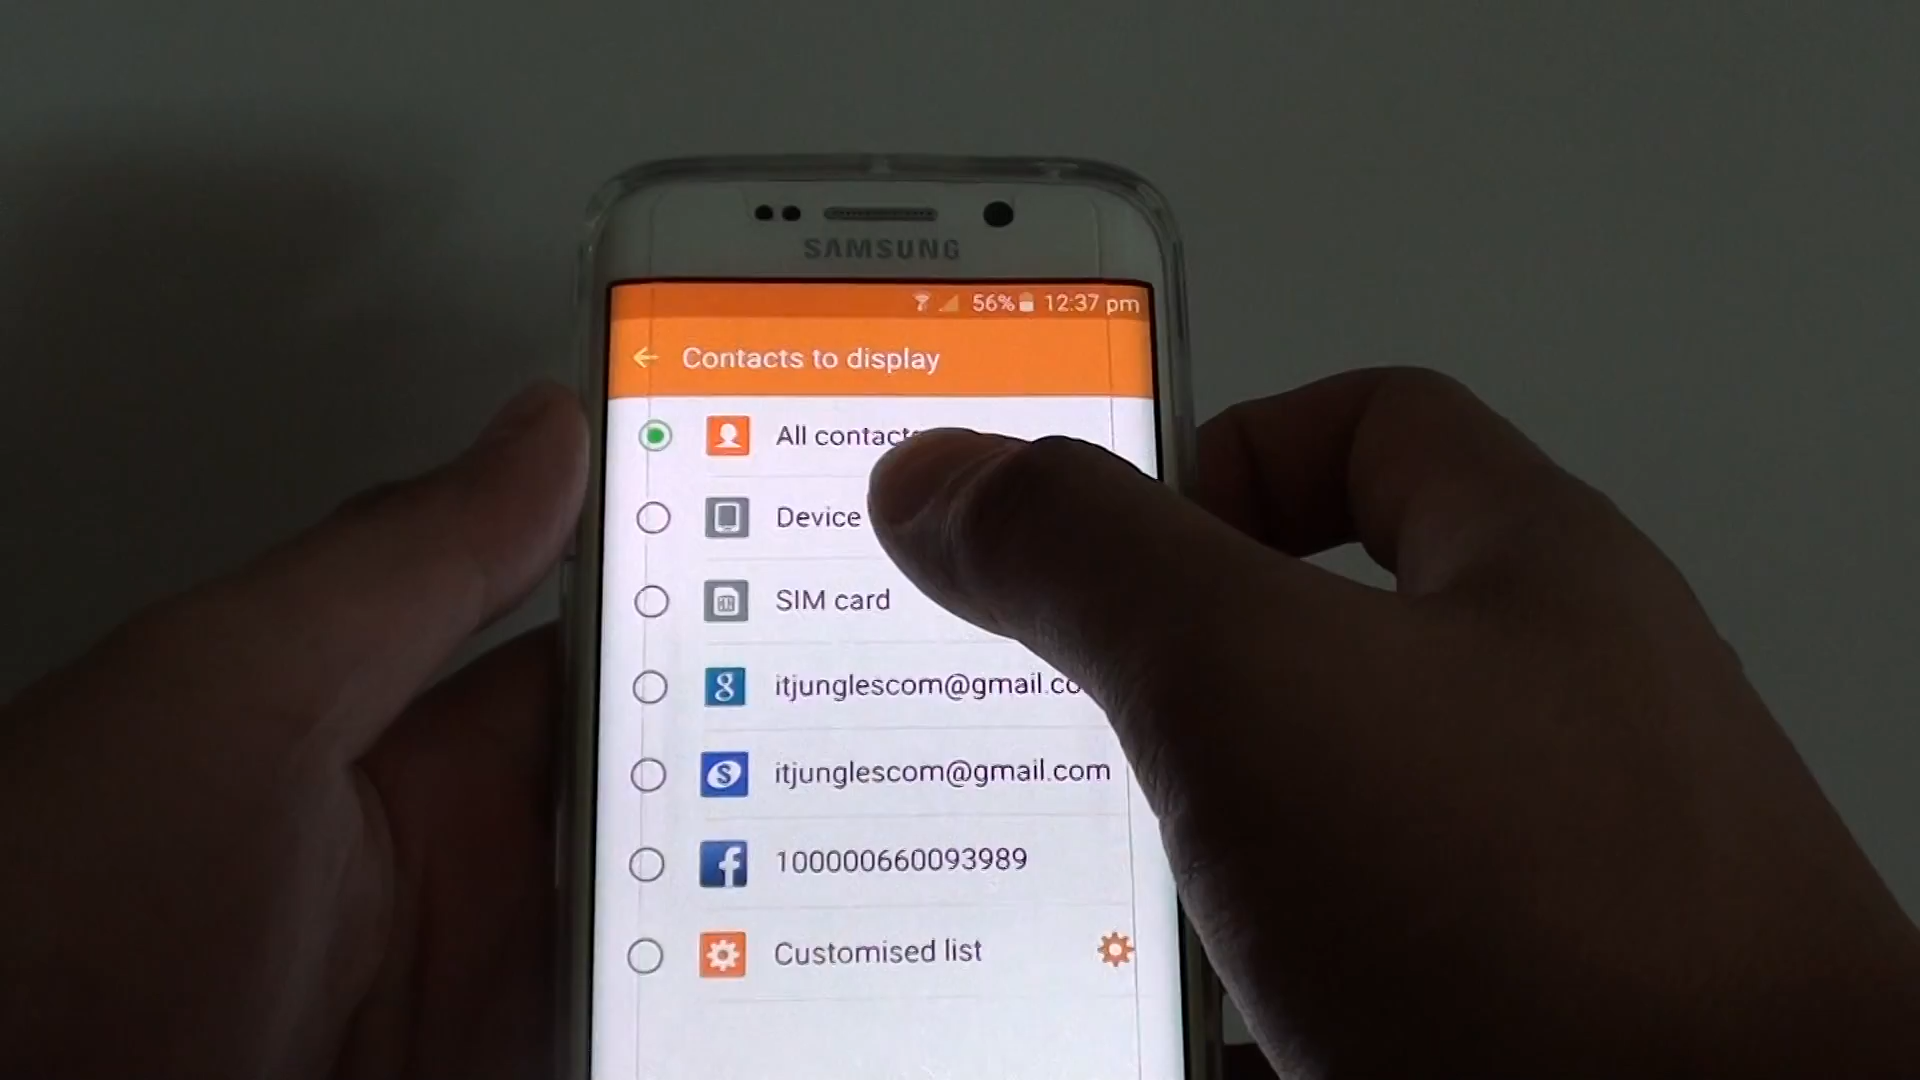 SAMSUNG
56% 12:37 pm
Contacts to display
All contact
Device
SIM card
itjunglescom@gmail.co
itjunglescom@gmail.com
100000660093989
Customised list